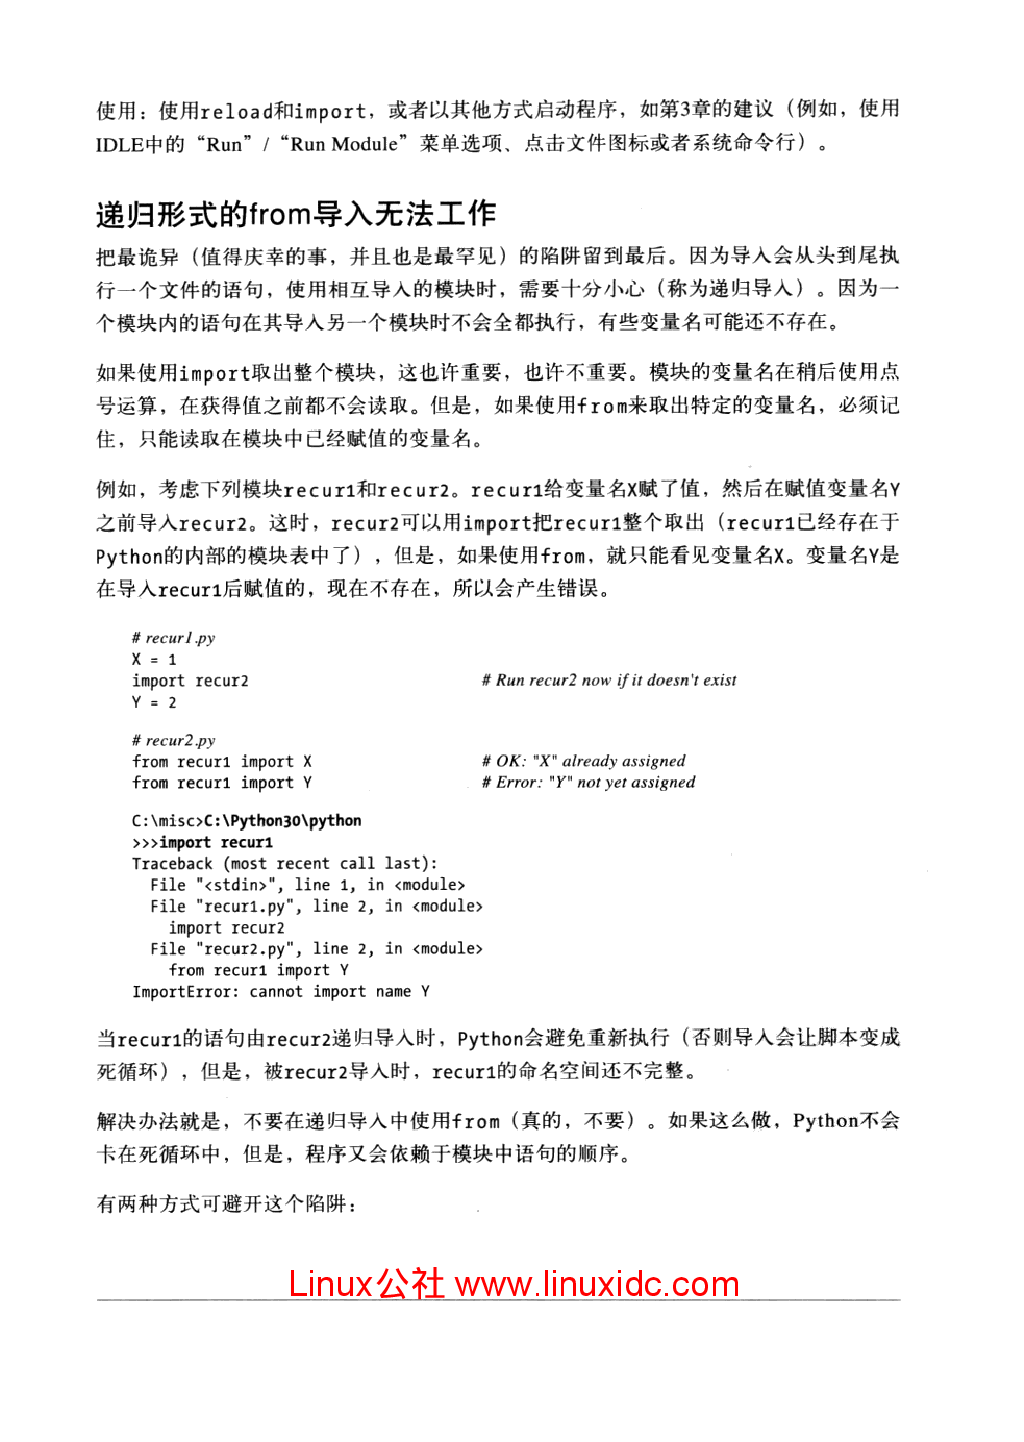 使用：使用reload和import，或者以其他方式启动程序，如第3章的建议（例如，使用
IDLE中的“Run”/“Run Module”菜单选项、点击文件图标或者系统命令行）。
递归形式的from导入无法工作
把最诡异（值得庆幸的事，并且也是最罕见）的陷阱留到最后。因为导入会从头到尾执
行一个文件的语句，使用相互导入的模块时，需要十分小心（称为递归导入）。因为一
个模块内的语句在其导入另一个模块时不会全都执行，有些变量名可能还不存在。
如果使用import取出整个模块，这也许重要，也许不重要。模块的变量名在稍后使用点
号运算，在获得值之前都不会读取。但是，如果使用from来取出特定的变量名，必须记
住，只能读取在模块中已经赋值的变量名。
例如，考虑下列模块recur1和recur2。recur1给变量名X赋了值，然后在赋值变量名Y
之前导入recur2。这时，recur2可以用import把recur1整个取出（recur1已经存在于
Python的内部的模块表中了），但是，如果使用from，就只能看见变量名X。变量名Y是
在导入recur1后赋值的，现在不存在，所以会产生错误。
# recur1.py
X = 1
import recur2 # Run recur2 now if it doesn't exist
Y = 2
# recur2.py
from recur1 import X # OK: "X" already assigned
from recur1 import Y # Error: "Y" not yet assigned
C:\misc>C:\Python30\python
>>>import recur1
Traceback (most recent call last):
File "<stdin>", line 1, in <module>
File "recur1.py", line 2, in <module>
import recur2
File "recur2.py", line 2, in <module>
from recur1 import Y
ImportError: cannot import name Y
当recur1的语句由recur2递归导入时，Python会避免重新执行（否则导入会让脚本变成
死循环），但是，被recur2导入时，recur1的命名空间还不完整。
解决办法就是，不要在递归导入中使用from（真的，不要）。如果这么做，Python不会
卡在死循环中，但是，程序又会依赖于模块中语句的顺序。
有两种方式可避开这个陷阱：
Linux公社 www.linuxidc.com